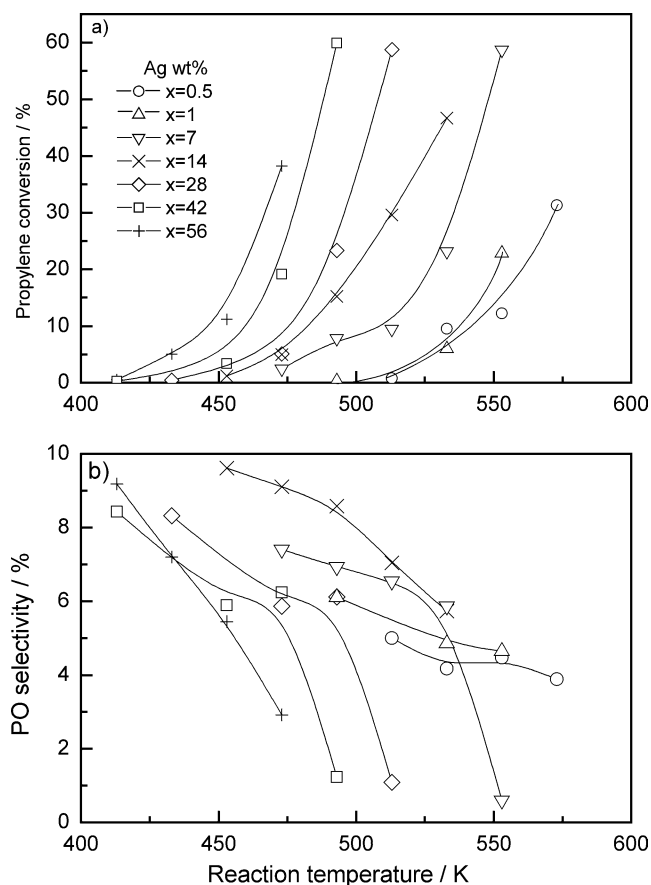 a)
60
50
40
30
20
10
0
Propylene conversion / %
Ag wt%
x=0.5
x=1
x=7
x=14
x=28
x=42
x=56
400
450
500
550
600
b)
10
8
6
4
2
0
PO selectivity / %
400
450
500
550
600
Reaction temperature / K